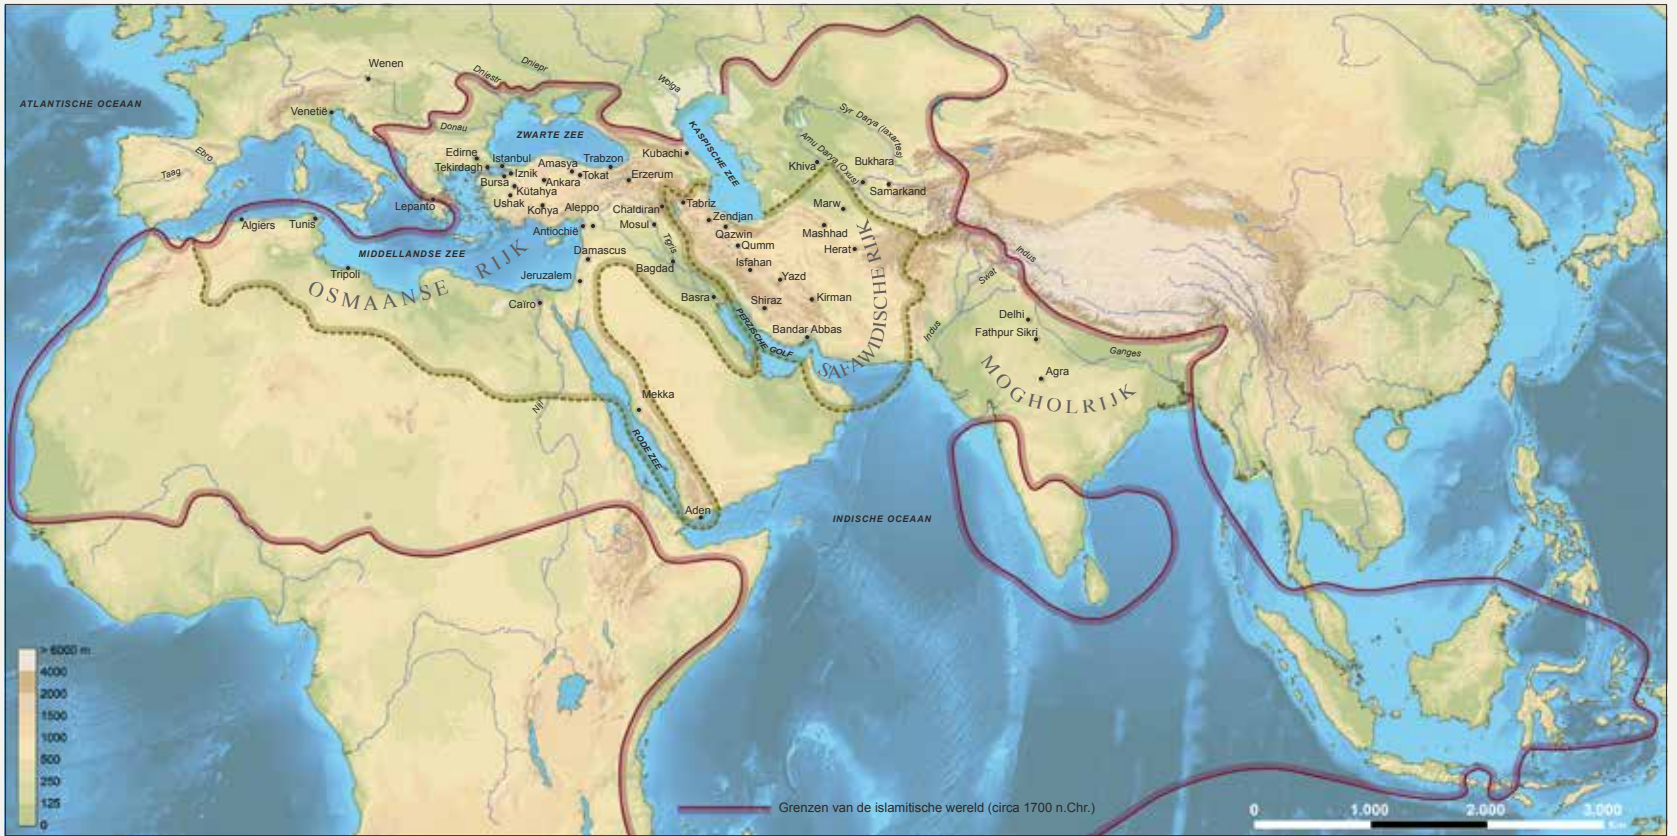 Wenen
Dniestr
Dniepr
Wolga
ATLANTISCHE OCEAAN
Venetië
Donau
ZWARTE ZEE
KASPISCHE ZEE
Syr Darya (Iaxartes)
Amu Darya (Oxus)
Ebro
Taag
Edirne
Tekirdagh
Istanbul
Iznik
Bursa
Amasya
Trabzon
Tokat
Ankara
Kütahya
Ushak
Konya
Erzerum
Kubachi
Khiva
Bukhara
Samarkand
Lepanto
Aleppo
Antiochië
Chaldiran
Tabriz
Mosul
Zendjan
Qazwin
Qumm
Marw
Mashhad
Herat
Algiers
Tunis
MIDDELLANDSE ZEE
Tripoli
OSMAANSE RIJK
Damascus
Jeruzalem
Caïro
Tigris
Bagdad
Basra
Isfahan
Yazd
Shiraz
Kirman
Bandar Abbas
PERZISCHE GOLF
SAFAWIDISCHE RIJK
Indus
Swat
Indus
Delhi
Fathpur Sikri
Ganges
Agra
MOGHOLRIJK
Nijl
Mekka
RODE ZEE
Aden
INDISCHE OCEAAN
> 6000 m
4000
2000
1500
1000
500
250
125
0
Grenzen van de islamitische wereld (circa 1700 n.Chr.)
0 1.000 2.000 3.000